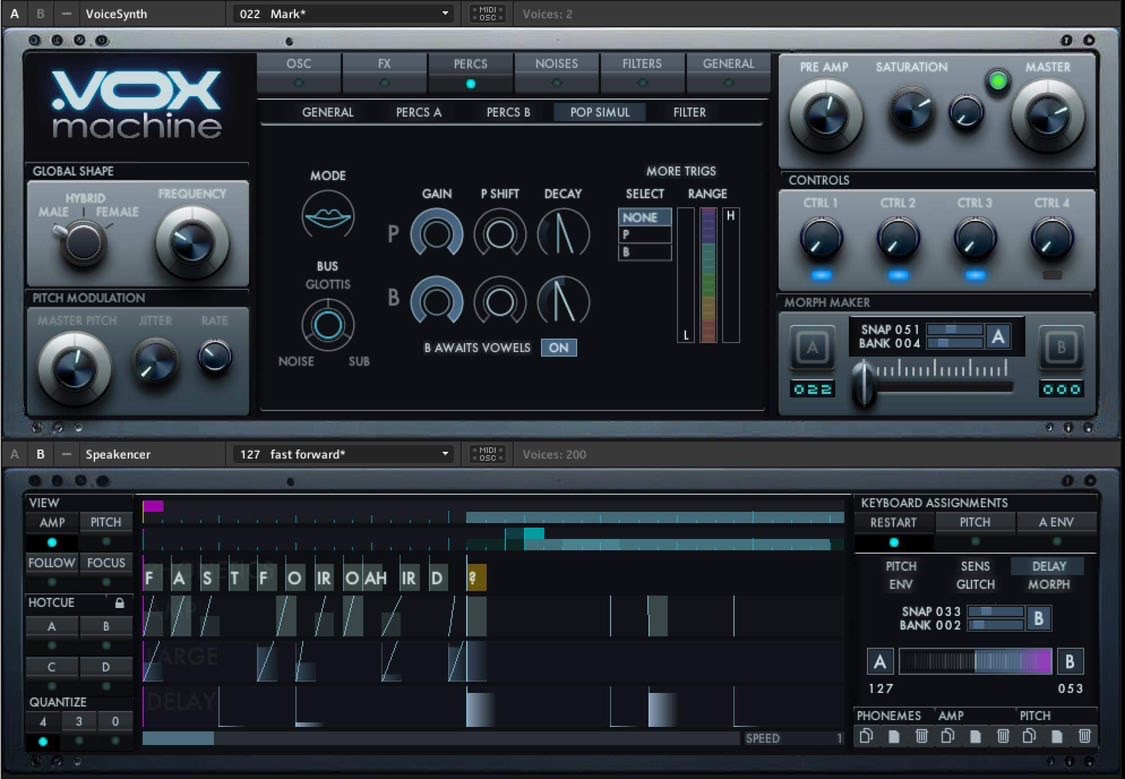 A B VoiceSynth 022 Mark* MIDI OSC Voices: 2
.VOX
machine
OSC FX PERCS NOISES FILTERS GENERAL
GENERAL PERCS A PERCS B POP SIMUL FILTER
PRE AMP SATURATION MASTER
GLOBAL SHAPE
HYBRID
MALE FEMALE
FREQUENCY
PITCH MODULATION
MASTER PITCH JITTER RATE
MODE
BUS
GLOTTIS
NOISE SUB
GAIN P SHIFT DECAY
P
B
B AWAITS VOWELS ON
MORE TRIGS
SELECT RANGE
NONE
P
B
H
L
CONTROLS
CTRL 1 CTRL 2 CTRL 3 CTRL 4
MORPH MAKER
A
SNAP 051
BANK 004
A
B
022 000
A B Speakencer 127 fast forward* MIDI OSC Voices: 200
VIEW
AMP PITCH
FOLLOW FOCUS
HOTCUE
A B
C D
QUANTIZE
4 3 0
F A S T F O IR O AH IR D ?
LARGE
DELAY
SPEED 1
KEYBOARD ASSIGNMENTS
RESTART PITCH A ENV
PITCH SENS DELAY
ENV GLITCH MORPH
SNAP 033
BANK 002
B
A B
127 053
PHONEMES AMP PITCH